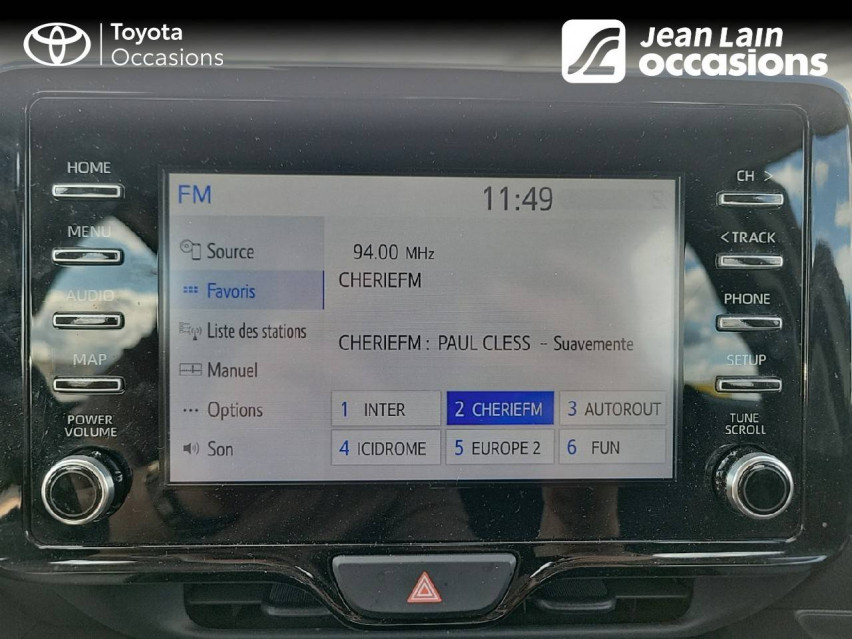 Toyota
Occasions
Jean Lain
occasions
HOME
MENU
AUDIO
MAP
POWER
VOLUME
FM
11:49
Source
Favoris
Liste des stations
Manuel
Options
Son
94.00 MHz
CHERIEFM
CHERIEFM : PAUL CLESS - Suavemente
1 INTER
2 CHERIEFM
3 AUTOROUT
4 ICIDROME
5 EUROPE 2
6 FUN
CH >
< TRACK
PHONE
SETUP
TUNE
SCROLL